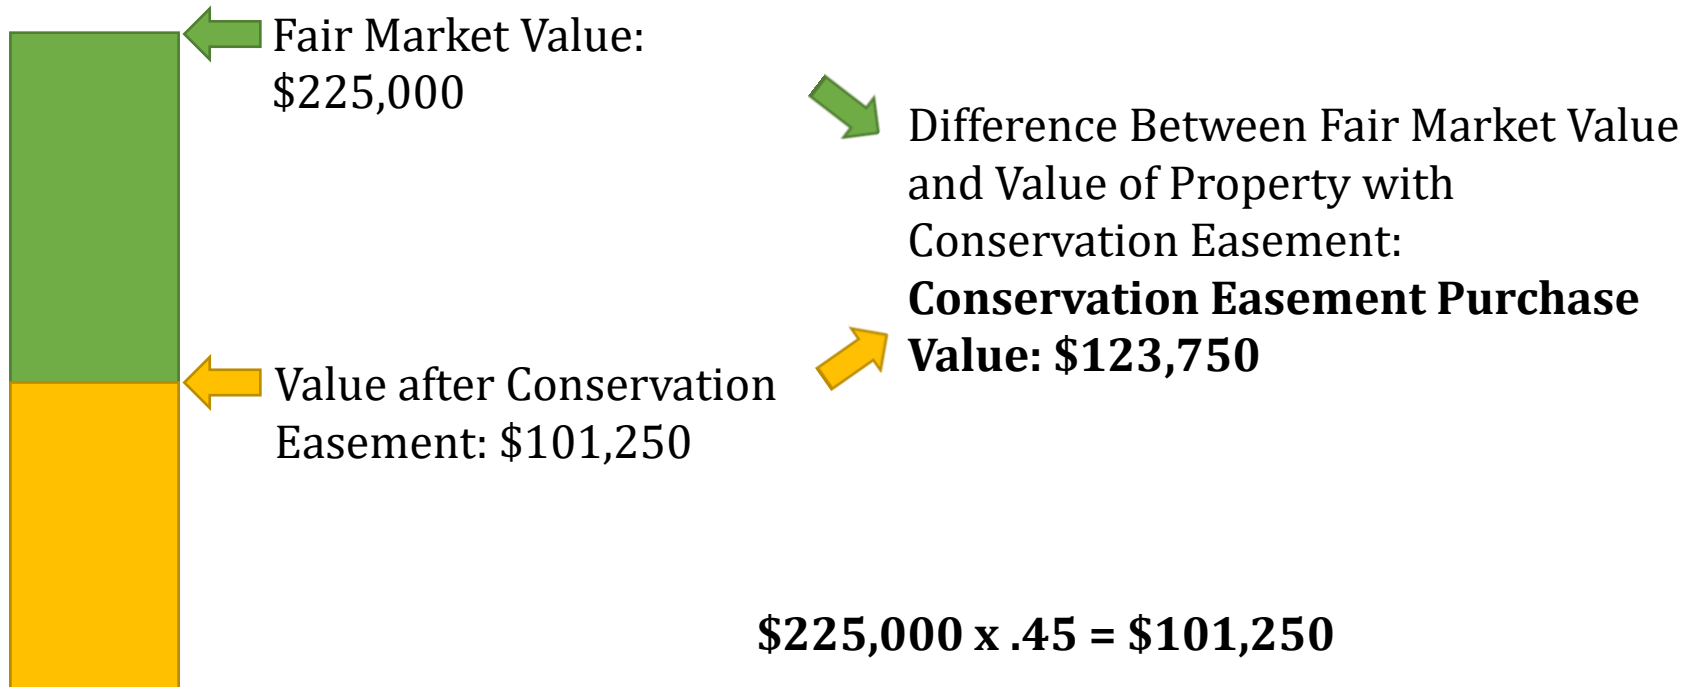 Fair Market Value:
$225,000
Difference Between Fair Market Value
and Value of Property with
Conservation Easement:
Conservation Easement Purchase
Value: $123,750
Value after Conservation
Easement: $101,250
$225,000 x .45 = $101,250